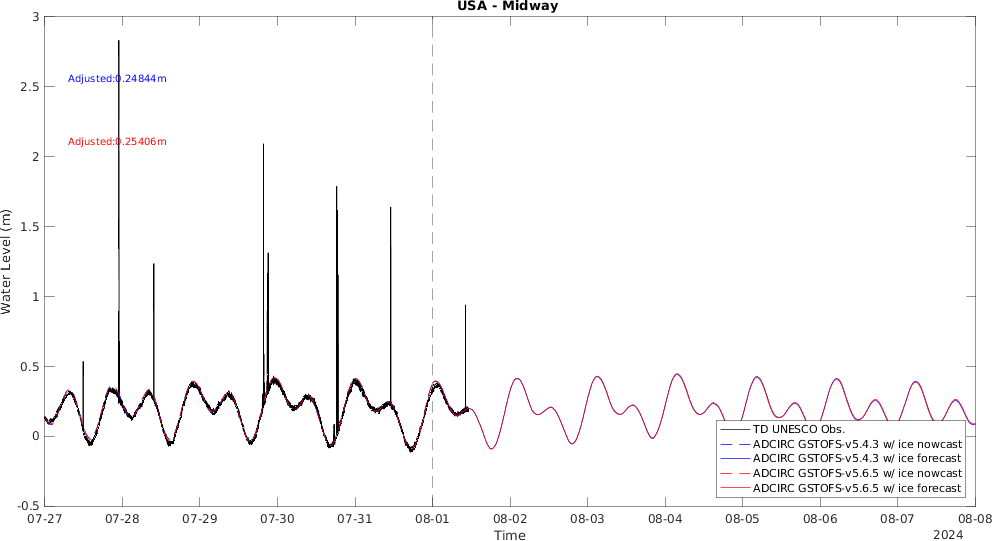 USA - Midway
3
2.5
2
1.5
1
0.5
0
-0.5
Water Level (m)
Adjusted:0.24844m
Adjusted:0.25406m
TD UNESCO Obs.
ADCIRC GSTOFS-v5.4.3 w/ ice nowcast
ADCIRC GSTOFS-v5.4.3 w/ ice forecast
ADCIRC GSTOFS-v5.6.5 w/ ice nowcast
ADCIRC GSTOFS-v5.6.5 w/ ice forecast
07-27 07-28 07-29 07-30 07-31 08-01 08-02 08-03 08-04 08-05 08-06 08-07 08-08
Time
2024